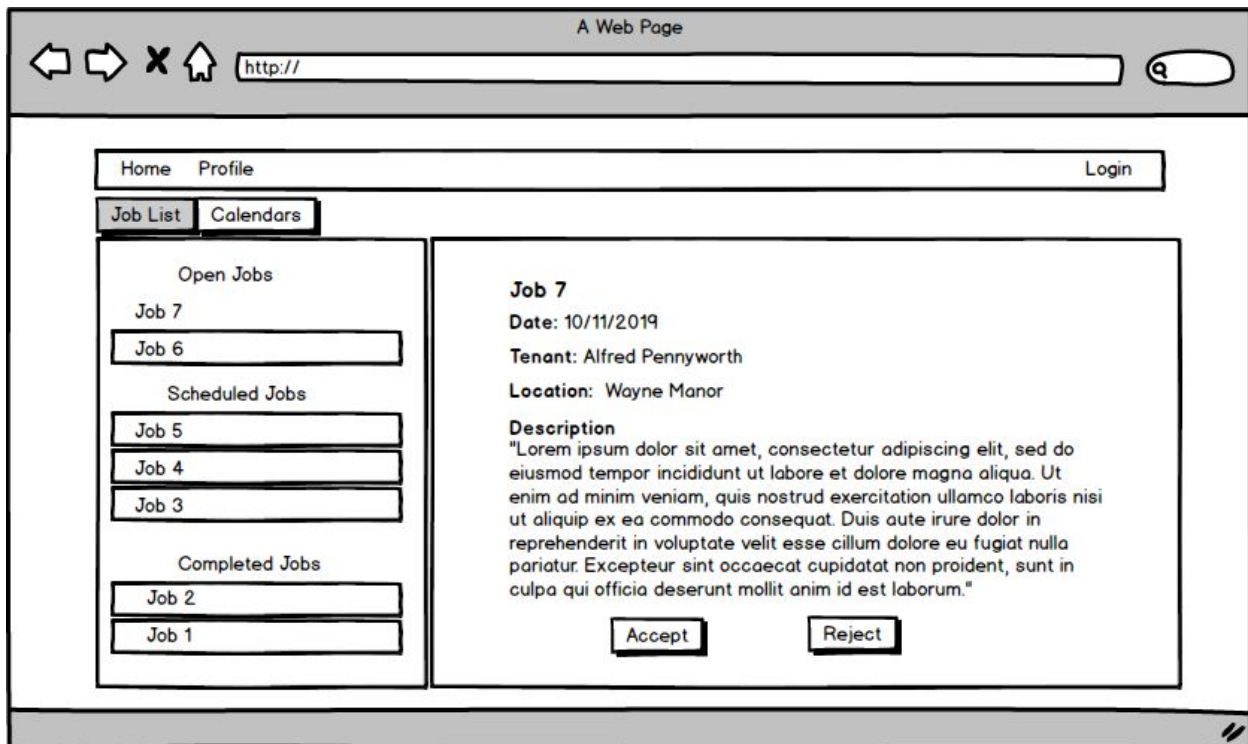 A Web Page
http://
Home Profile Login
Job List Calendars
Open Jobs
Job 7
Job 6
Scheduled Jobs
Job 5
Job 4
Job 3
Completed Jobs
Job 2
Job 1
Job 7
Date: 10/11/2019
Tenant: Alfred Pennyworth
Location: Wayne Manor
Description
"Lorem ipsum dolor sit amet, consectetur adipiscing elit, sed do
eiusmod tempor incididunt ut labore et dolore magna aliqua. Ut
enim ad minim veniam, quis nostrud exercitation ullamco laboris nisi
ut aliquip ex ea commodo consequat. Duis aute irure dolor in
reprehenderit in voluptate velit esse cillum dolore eu fugiat nulla
pariatur. Excepteur sint occaecat cupidatat non proident, sunt in
culpa qui officia deserunt mollit anim id est laborum."
Accept Reject